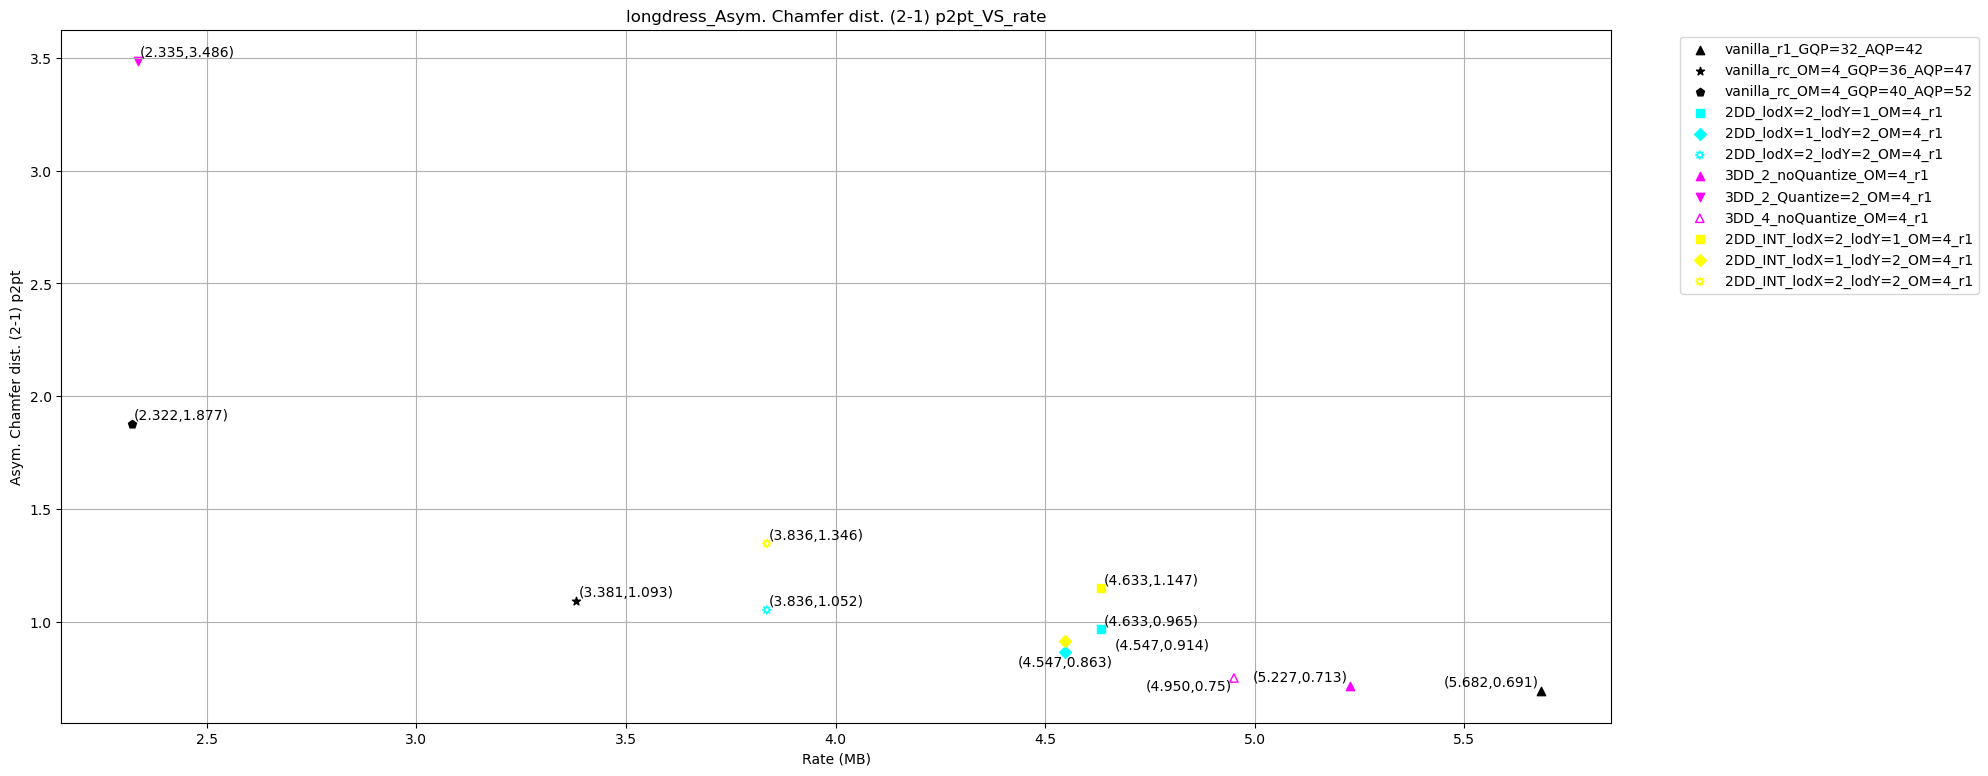 longdress_Asym. Chamfer dist. (2-1) p2pt_VS_rate
Asym. Chamfer dist. (2-1) p2pt
3.5
3.0
2.5
2.0
1.5
1.0
(2.335,3.486)
(2.322,1.877)
(3.836,1.346)
(3.381,1.093)
(3.836,1.052)
(4.633,1.147)
(4.633,0.965)
(4.547,0.914)
(4.547,0.863)
(4.950,0.75)
(5.227,0.713)
(5.682,0.691)
2.5
3.0
3.5
4.0
4.5
5.0
5.5
Rate (MB)
vanilla_r1_GQP=32_AQP=42
vanilla_rc_OM=4_GQP=36_AQP=47
vanilla_rc_OM=4_GQP=40_AQP=52
2DD_lodX=2_lodY=1_OM=4_r1
2DD_lodX=1_lodY=2_OM=4_r1
2DD_lodX=2_lodY=2_OM=4_r1
3DD_2_noQuantize_OM=4_r1
3DD_2_Quantize=2_OM=4_r1
3DD_4_noQuantize_OM=4_r1
2DD_INT_lodX=2_lodY=1_OM=4_r1
2DD_INT_lodX=1_lodY=2_OM=4_r1
2DD_INT_lodX=2_lodY=2_OM=4_r1